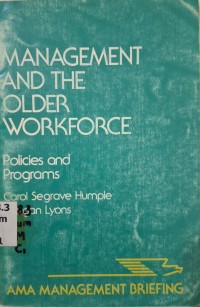 MANAGEMENT
AND THE
OLDER
WORKFORCE
Policies and
Programs
Carol Segrave Humple
Lyons
AMA MANAGEMENT BRIEFING